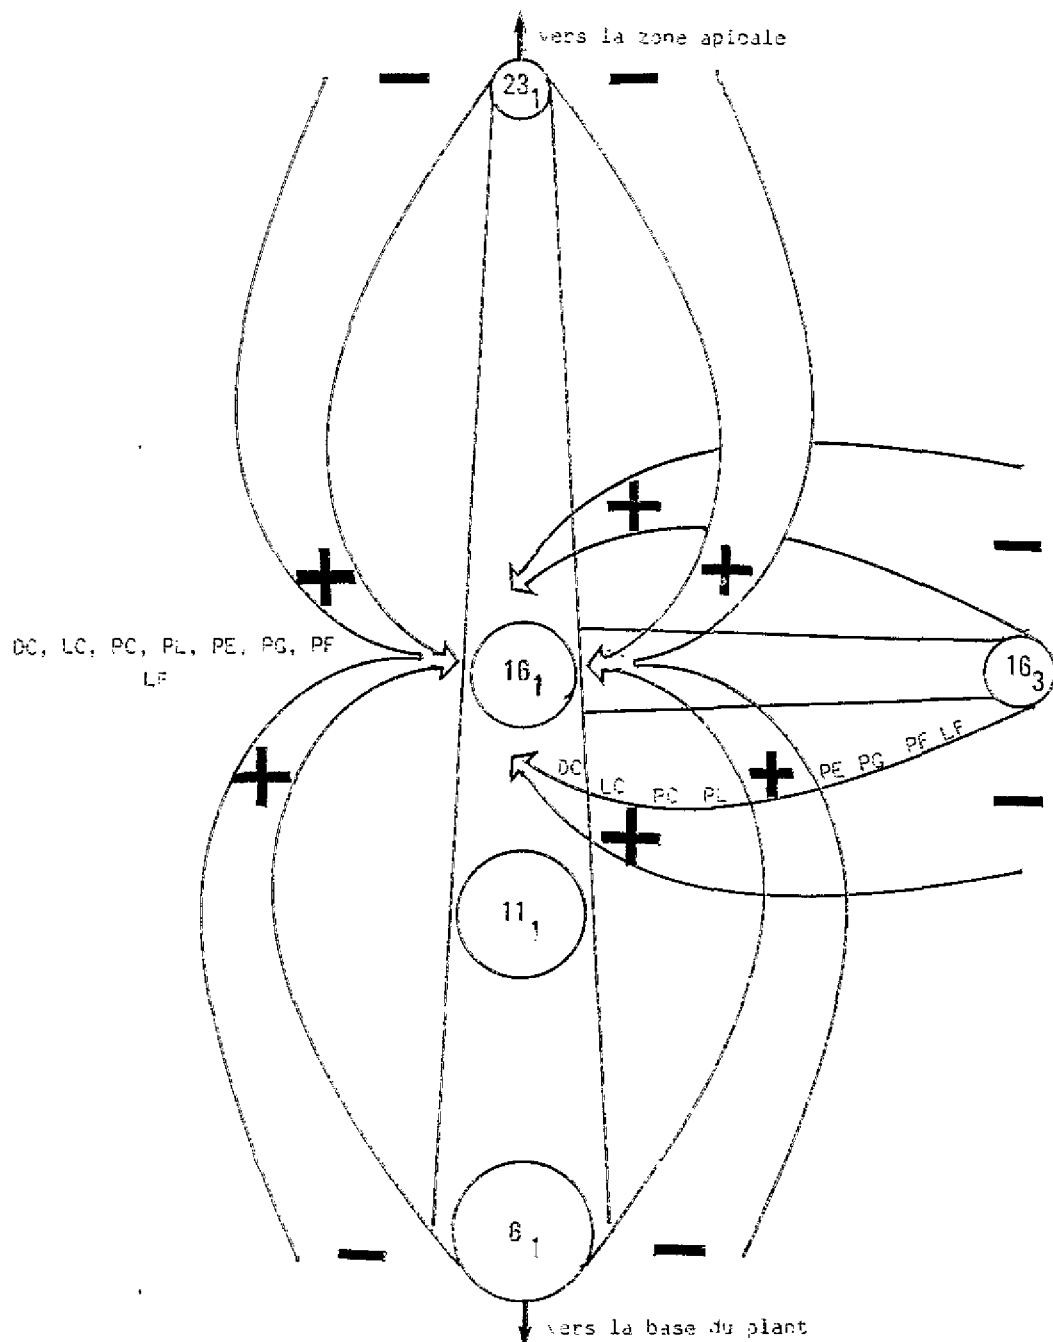 vers la zone apicale
23₁
DC, LC, PC, PL, PE, PG, PF
LF
16₁
16₃
DC LC PC PL PE PG PF LF
11₁
6₁
vers la base du plant